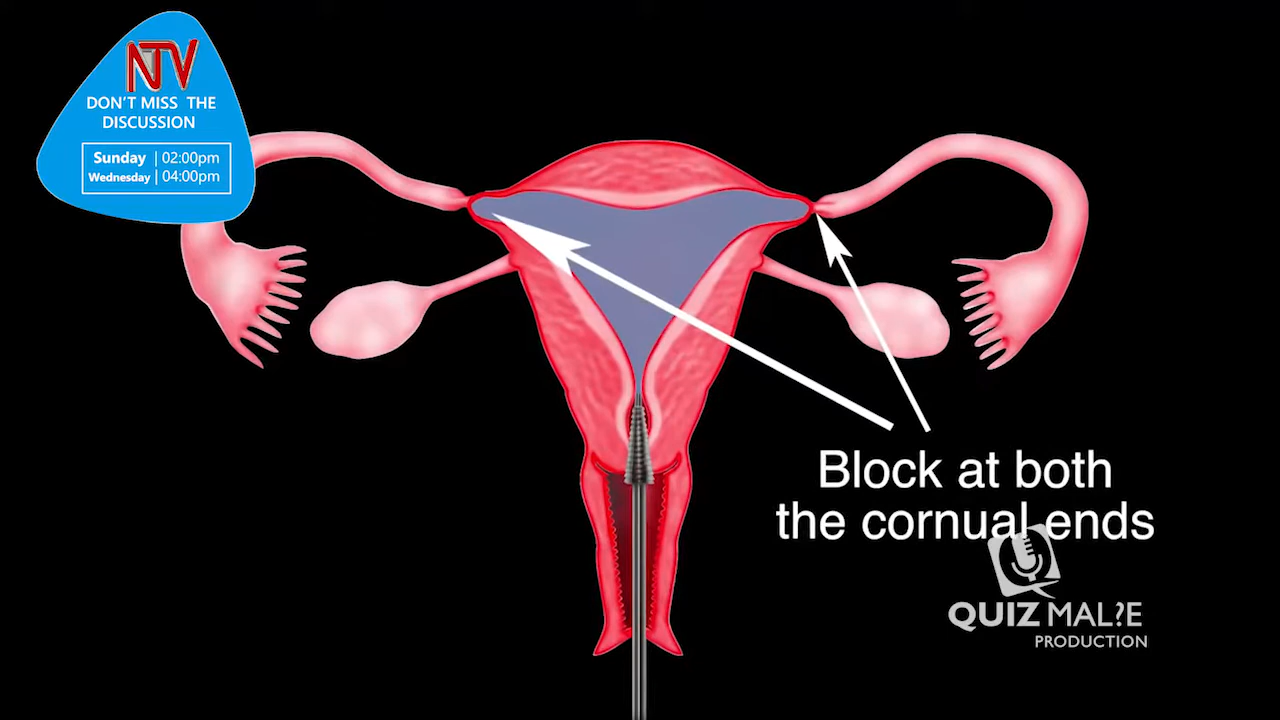 NTV
DON'T MISS THE
DISCUSSION
Sunday | 02:00pm
Wednesday | 04:00pm
Block at both
the cornual ends
QUIZ MAL?E
PRODUCTION